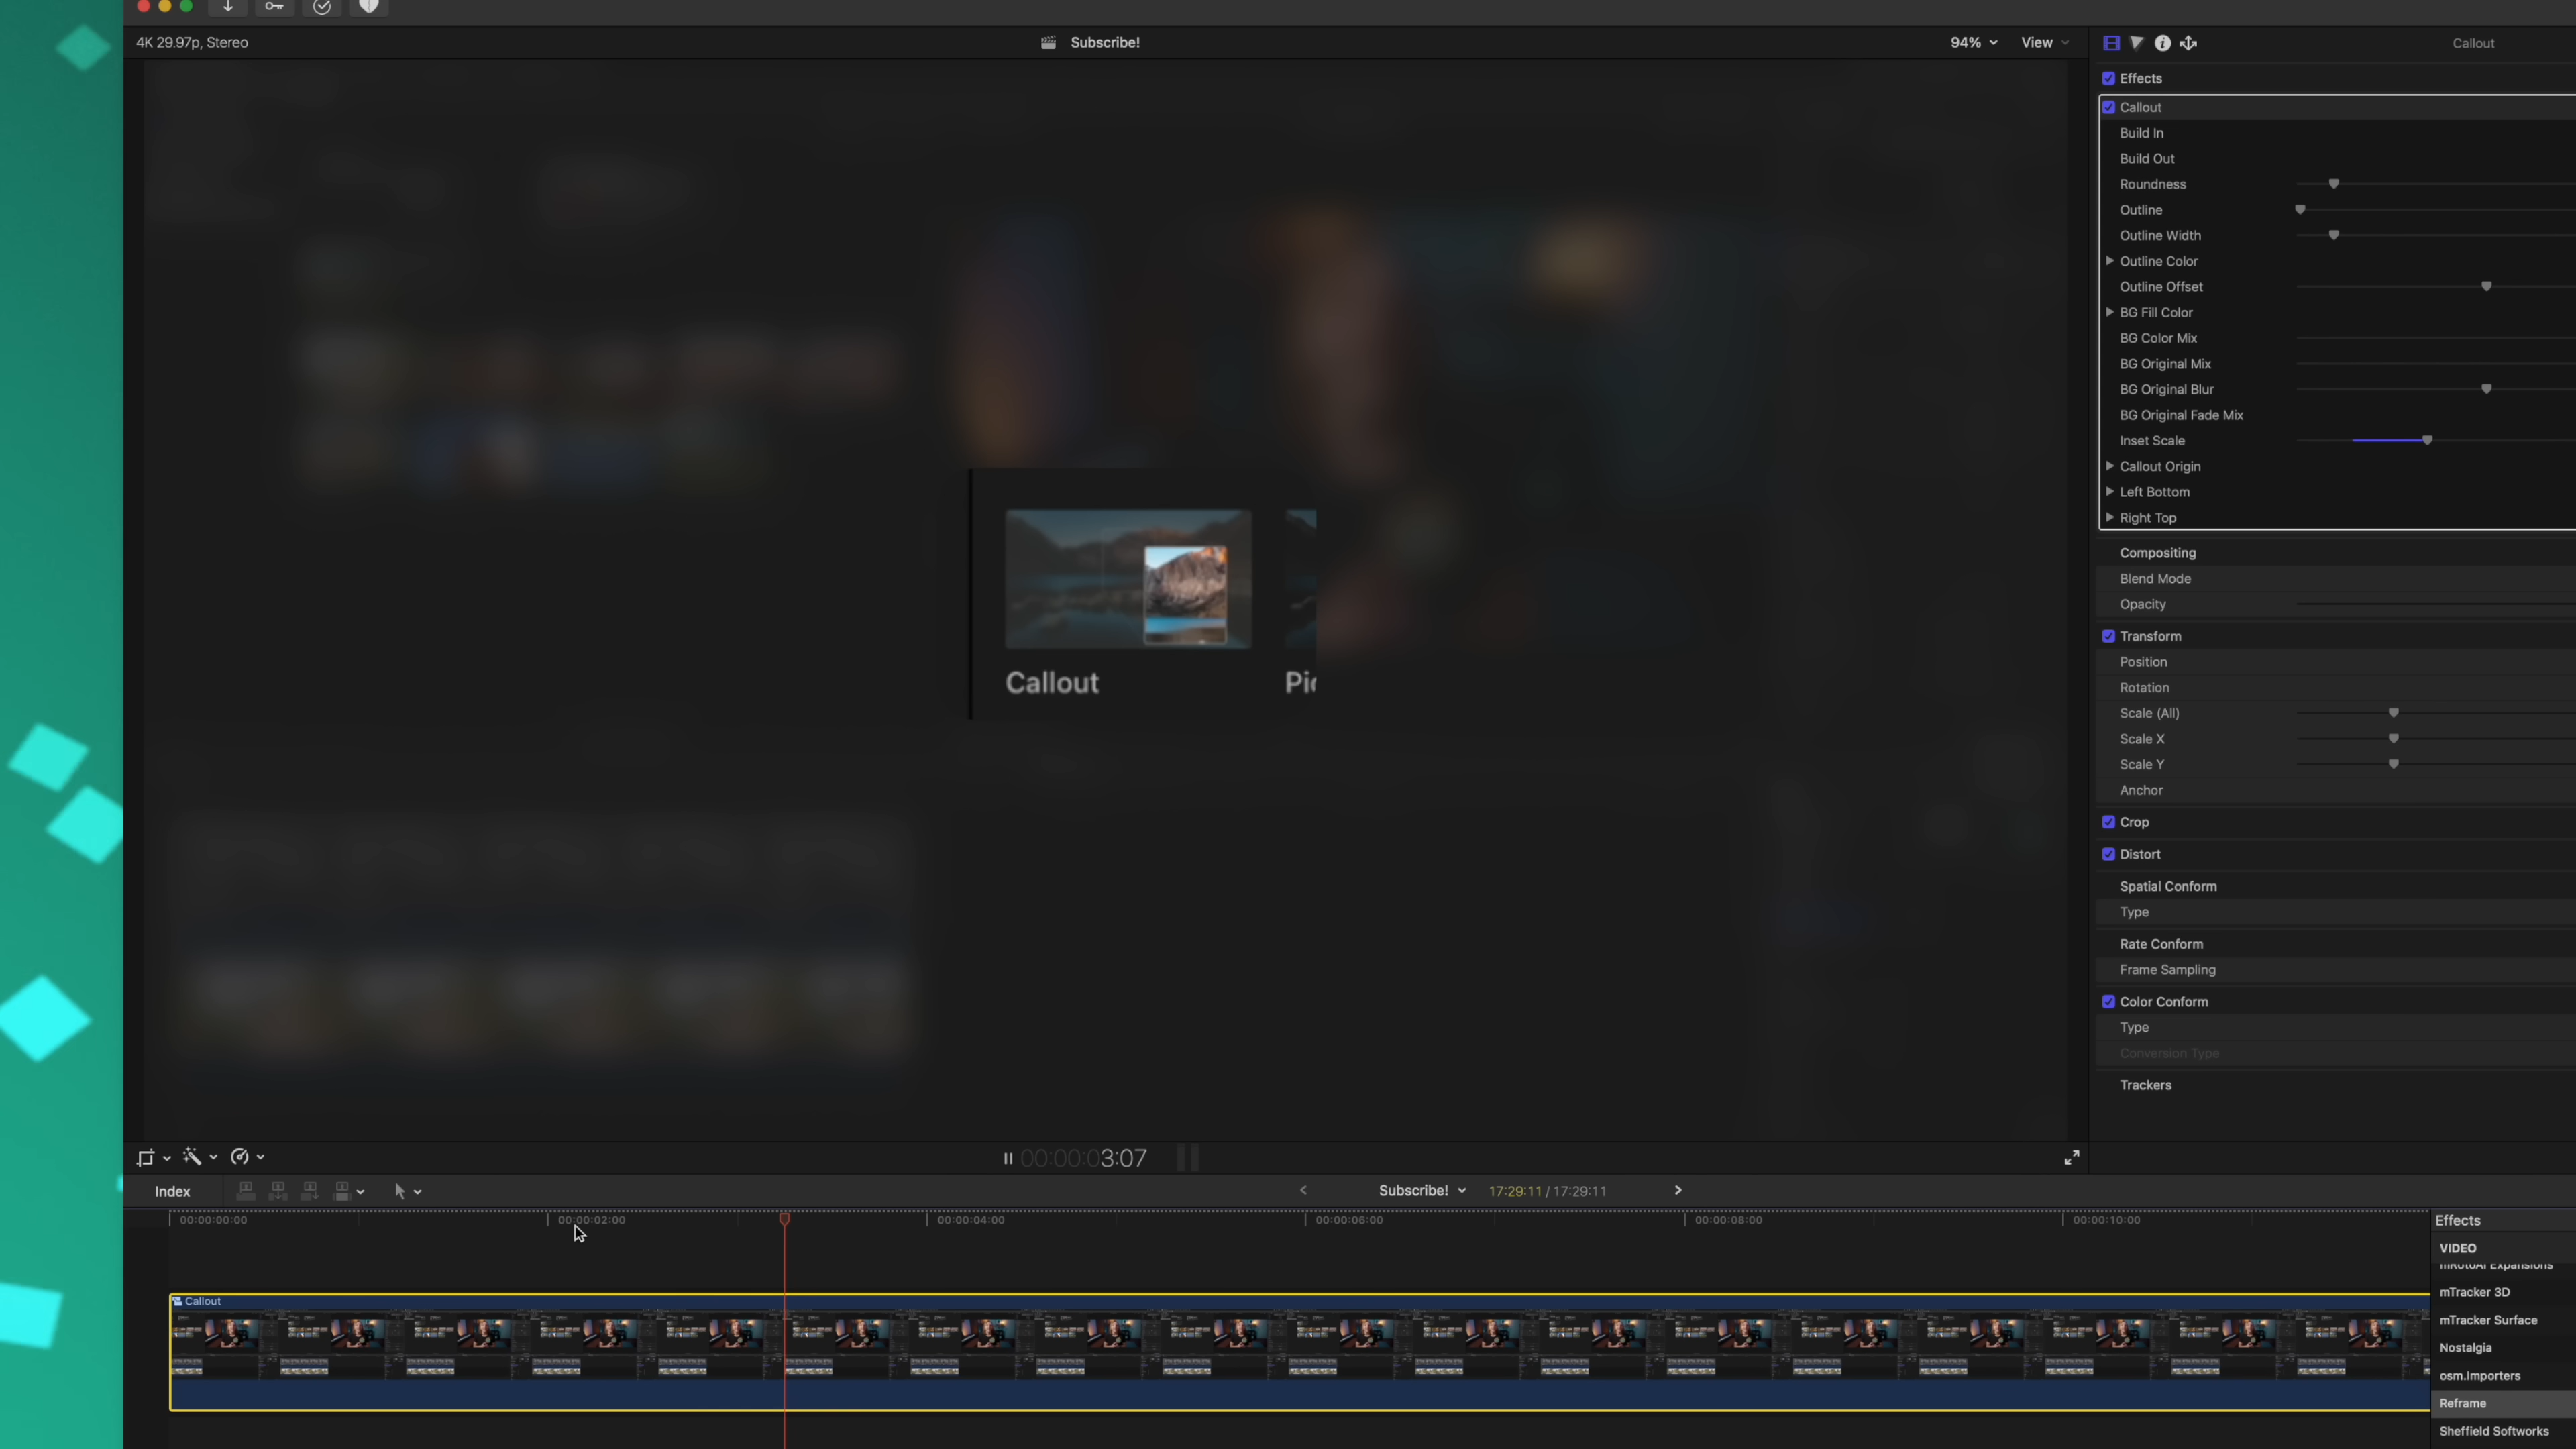 4K 29.97p, Stereo
Subscribe!
94%
View
Callout
Effects
Callout
Build In
Build Out
Roundness
Outline
Outline Width
Outline Color
Outline Offset
BG Fill Color
BG Color Mix
BG Original Mix
BG Original Blur
BG Original Fade Mix
Inset Scale
Callout Origin
Left Bottom
Right Top
Compositing
Blend Mode
Opacity
Transform
Position
Rotation
Scale (All)
Scale X
Scale Y
Anchor
Crop
Distort
Spatial Conform
Type
Rate Conform
Frame Sampling
Color Conform
Type
Conversion Type
Trackers
Callout
00:00:03:07
Index
Subscribe!
17:29:11 / 17:29:11
00:00:00:00
00:00:02:00
00:00:04:00
00:00:06:00
00:00:08:00
00:00:10:00
Callout
Effects
VIDEO
mRotoAI Expansions
mTracker 3D
mTracker Surface
Nostalgia
osm.Importers
Reframe
Sheffield Softworks